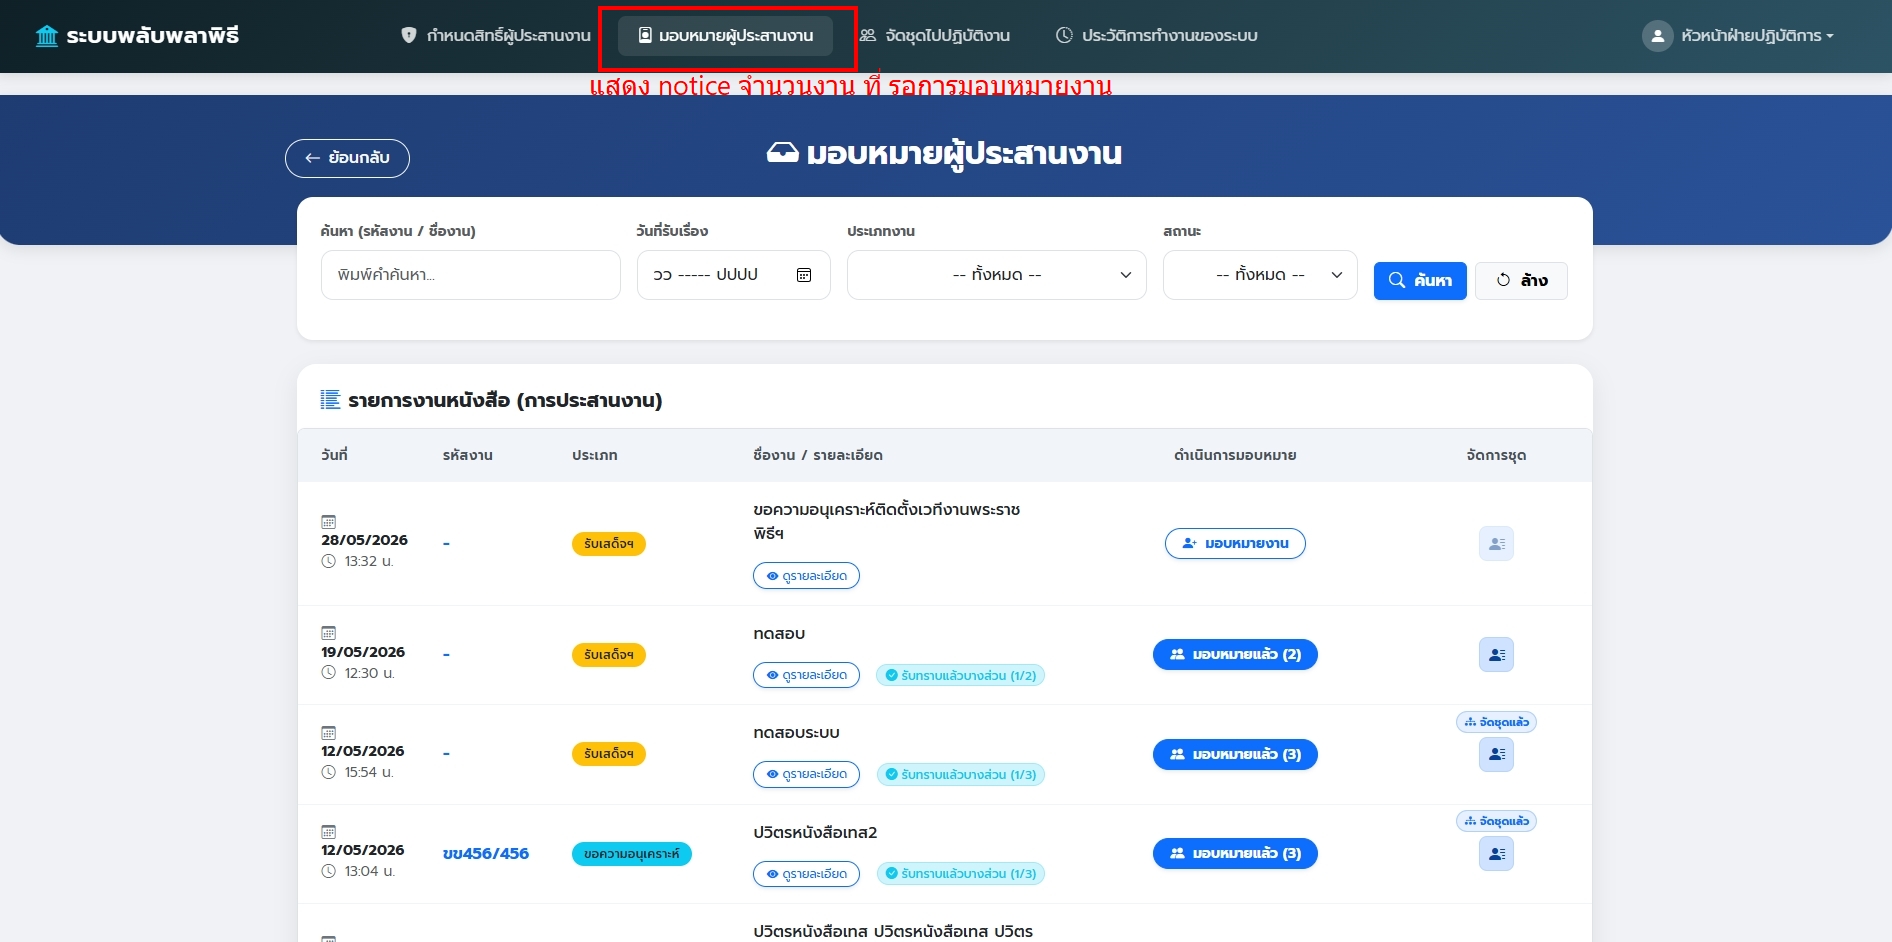 ระบบพลับพลาพิธี
กำหนดสิทธิ์ผู้ประสานงาน
มอบหมายผู้ประสานงาน
จัดชุดไปปฏิบัติงาน
ประวัติการทำงานของระบบ
หัวหน้าฝ่ายปฏิบัติการ
แสดง notice จำนวนงาน ที่ รอการมอบหมายงาน
ย้อนกลับ
มอบหมายผู้ประสานงาน
ค้นหา (รหัสงาน / ชื่องาน)
วันที่รับเรื่อง
ประเภทงาน
สถานะ
พิมพ์คำค้นหา...
วว ----- ปปปป
-- ทั้งหมด --
-- ทั้งหมด --
ค้นหา
ล้าง
รายการงานหนังสือ (การประสานงาน)
วันที่ รหัสงาน ประเภท ชื่องาน / รายละเอียด ดำเนินการมอบหมาย จัดการชุด
ขอความอนุเคราะห์ติดตั้งเวทีงานพระราช
พิธีฯ
28/05/2026 - รับเสด็จฯ มอบหมายงาน
13:32 น.
ดูรายละเอียด
ทดสอบ
19/05/2026 - รับเสด็จฯ มอบหมายแล้ว (2)
12:30 น. ดูรายละเอียด รับทราบแล้วบางส่วน (1/2)
จัดชุดแล้ว
ทดสอบระบบ
12/05/2026 - รับเสด็จฯ มอบหมายแล้ว (3)
15:54 น. ดูรายละเอียด รับทราบแล้วบางส่วน (1/3)
จัดชุดแล้ว
ปวิตรหนังสือเทส2
12/05/2026 ขข456/456 ขอความอนุเคราะห์ มอบหมายแล้ว (3)
13:04 น. ดูรายละเอียด รับทราบแล้วบางส่วน (1/3)
ปวิตรหนังสือเทส ปวิตรหนังสือเทส ปวิตร